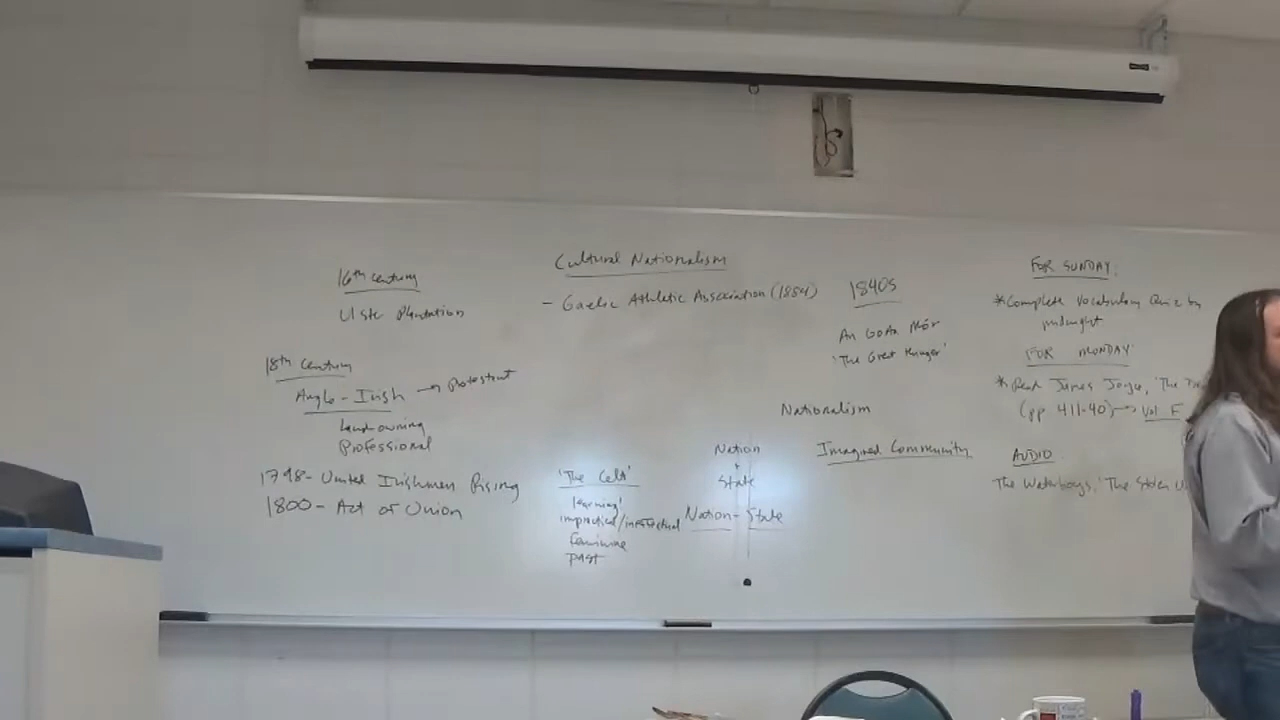 16th century
Ulster Plantation
18th century
Anglo-Irish → Protestant
Landowning
Professional
1798- United Irishmen Rising
1800- Act of Union
Cultural Nationalism
- Gaelic Athletic Association (1884)
'The Celt'
learning
impractical/ineffectual
feminine
past
1840s
An Gorta Mór
'The Great Hunger'
Nationalism
Nation
State
Nation-State
Imagined Community
FOR SUNDAY:
*Complete Vocabulary Quiz by
midnight
FOR MONDAY:
*Read James Joyce, 'The
(pp 411-40) → Vol F
AUDIO
The Waterboys, 'The Stolen